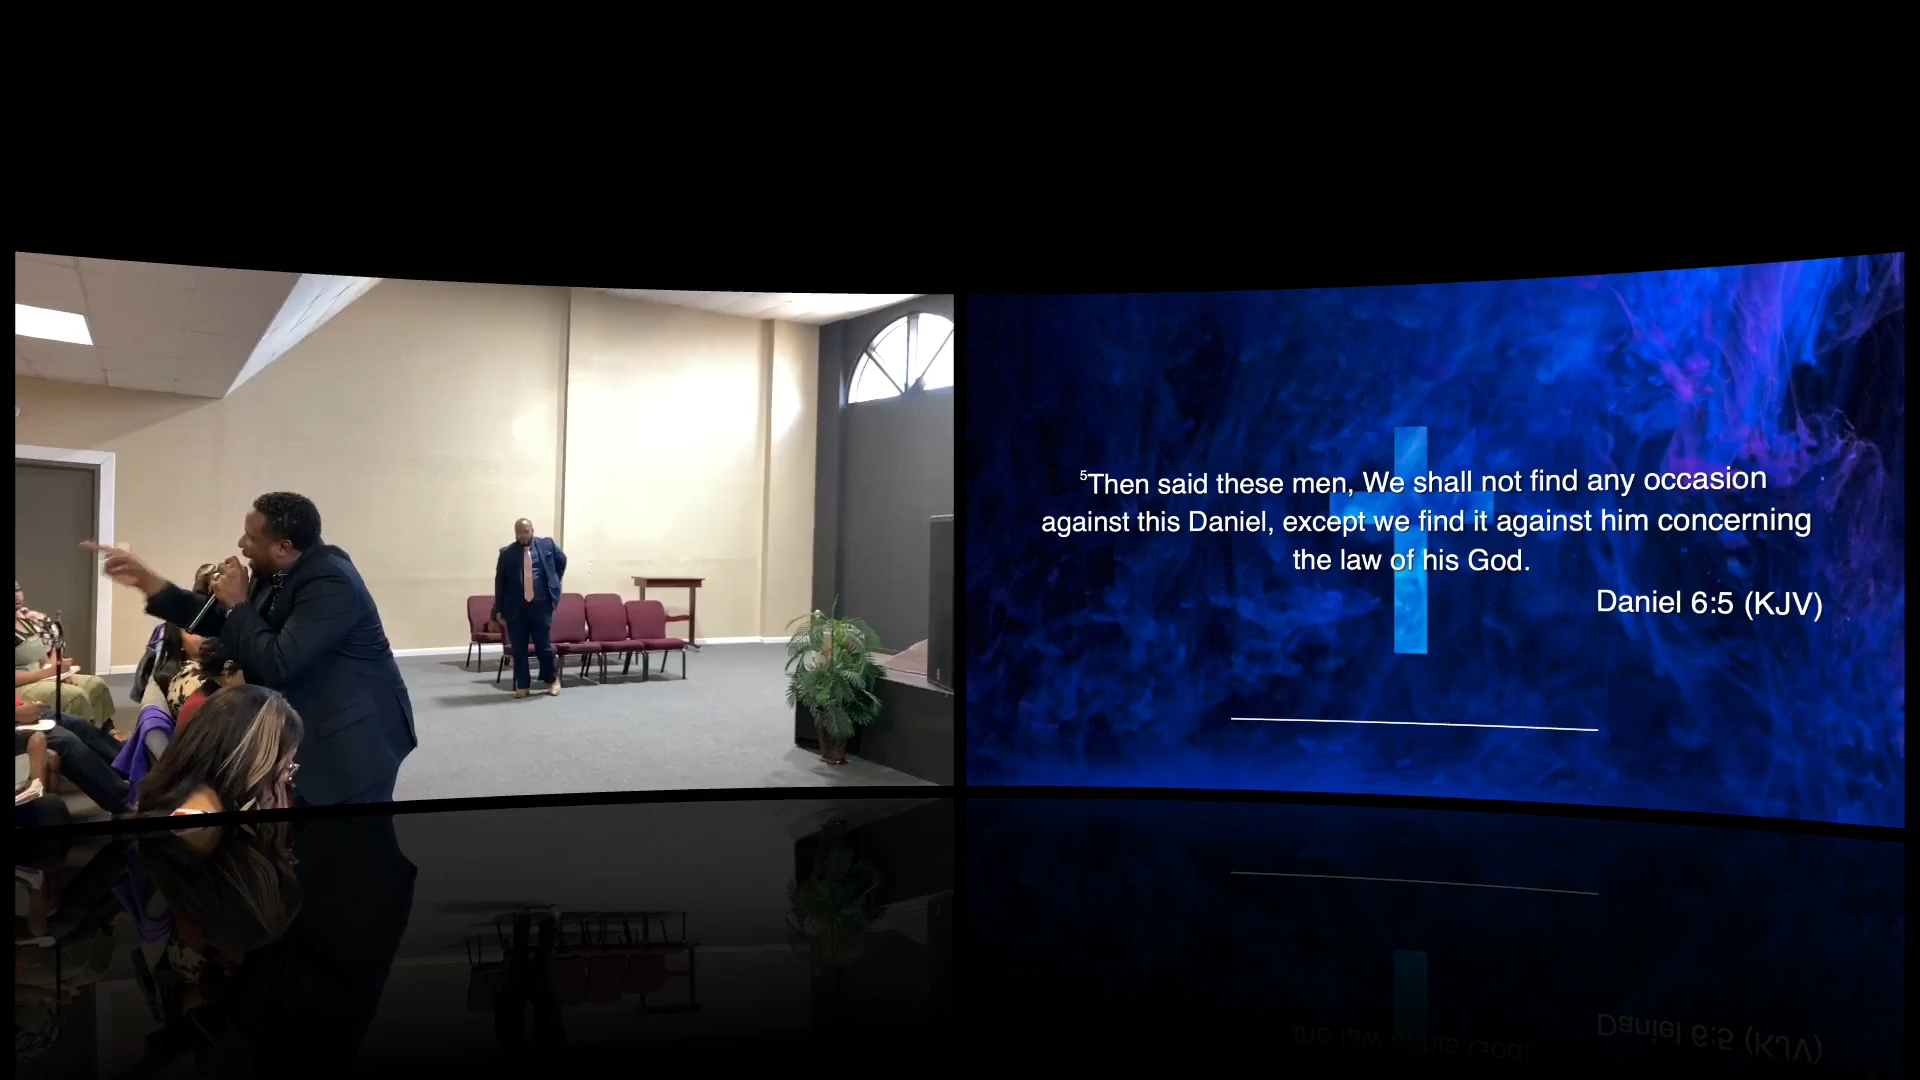 ⁵Then said these men, We shall not find any occasion
against this Daniel, except we find it against him concerning
the law of his God.
Daniel 6:5 (KJV)